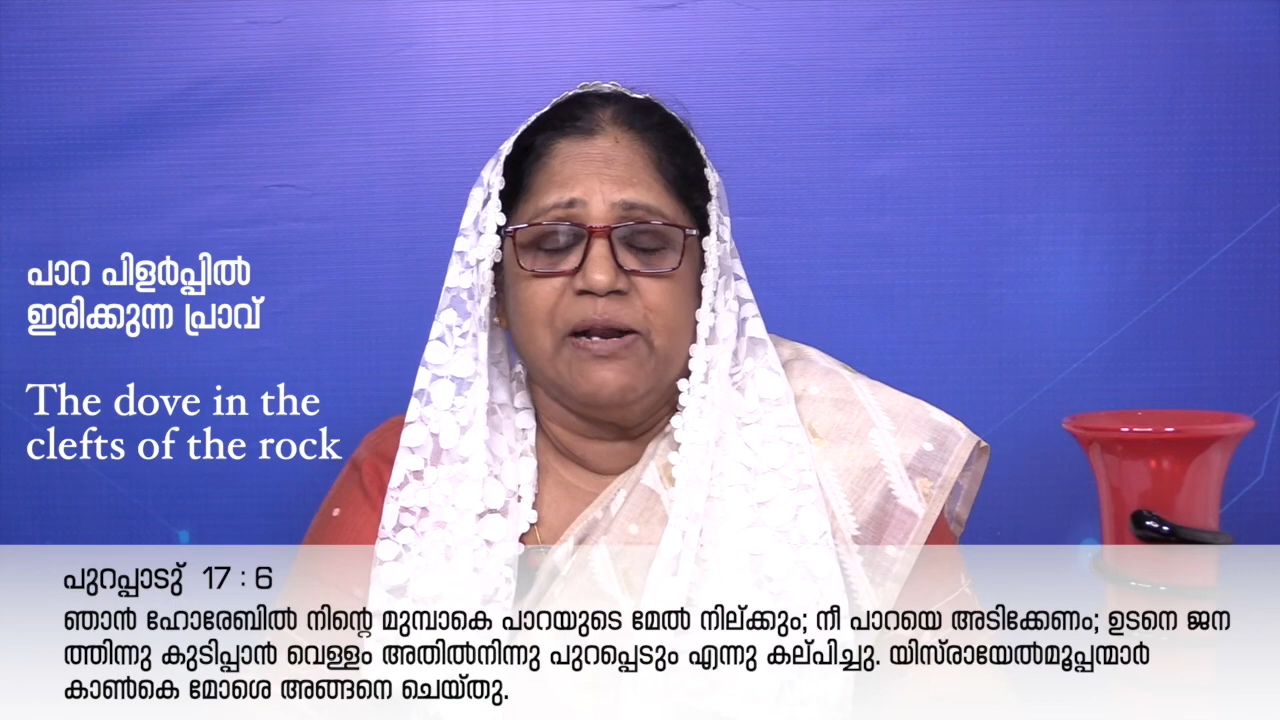 പാറ പിളർപ്പിൽ
ഇരിക്കുന്ന പ്രാവ്
The dove in the
clefts of the rock
പുറപ്പാടു് 17 : 6
ഞാൻ ഹോരേബിൽ നിന്റെ മുമ്പാകെ പാറയുടെ മേൽ നില്ക്കും; നീ പാറയെ അടിക്കേണം; ഉടനെ ജന
ത്തിന്നു കുടിപ്പാൻ വെള്ളം അതിൽനിന്നു പുറപ്പെടും എന്നു കല്പിച്ചു. യിസ്രായേൽമൂപ്പന്മാർ
കാൺകെ മോശെ അങ്ങനെ ചെയ്തു.